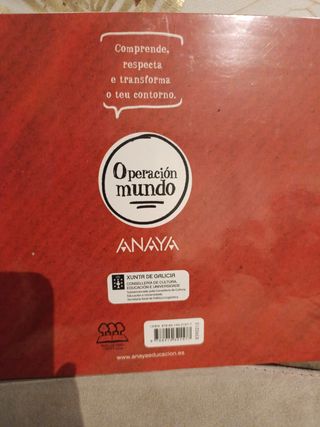 Comprende,
respecta
e transforma
o teu contorno.
Operación
mundo
ANAYA
XUNTA DE GALICIA
CONSELLERÍA DE CULTURA,
EDUCACIÓN E UNIVERSIDADE
www.anayaeducacion.es